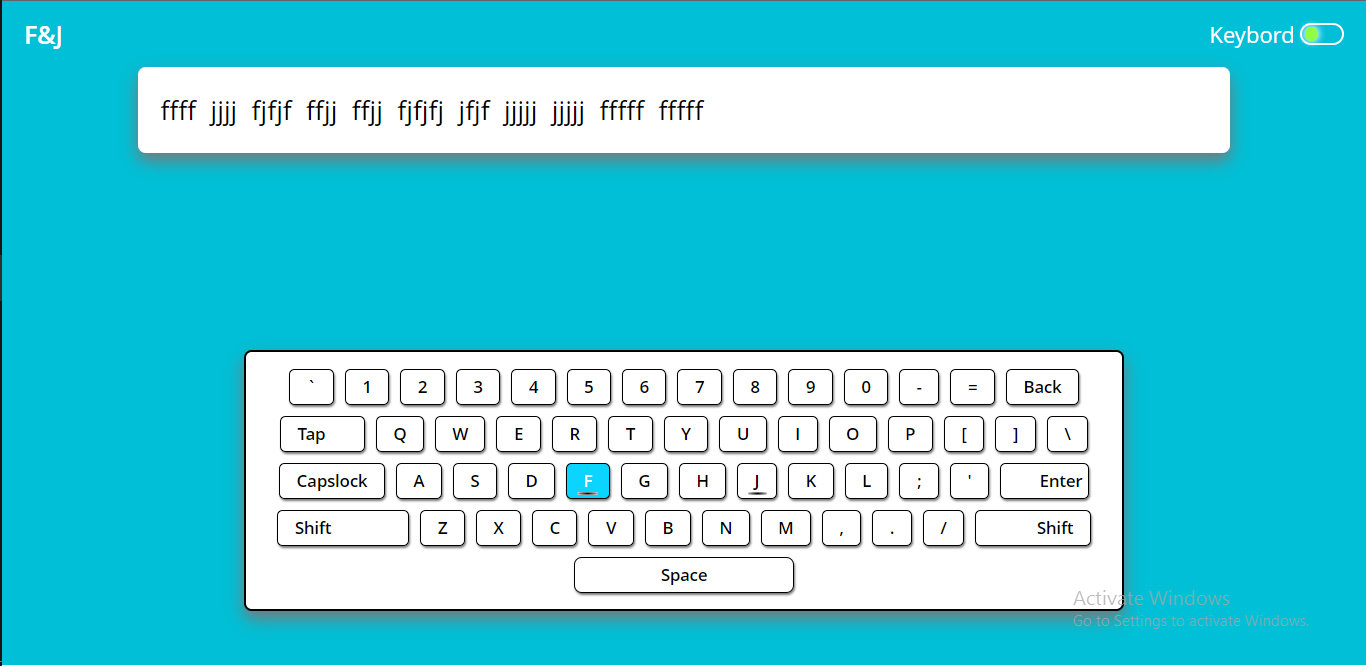 F&J
Keybord
ffff jjjj fjfjf ffjj ffjj fjfjfj jfjf jjjjj jjjjj fffff fffff
` 1 2 3 4 5 6 7 8 9 0 - = Back
Tap Q W E R T Y U I O P [ ] \
Capslock A S D F G H J K L ; ' Enter
Shift Z X C V B N M , . / Shift
Space
Activate Windows
Go to Settings to activate Windows.